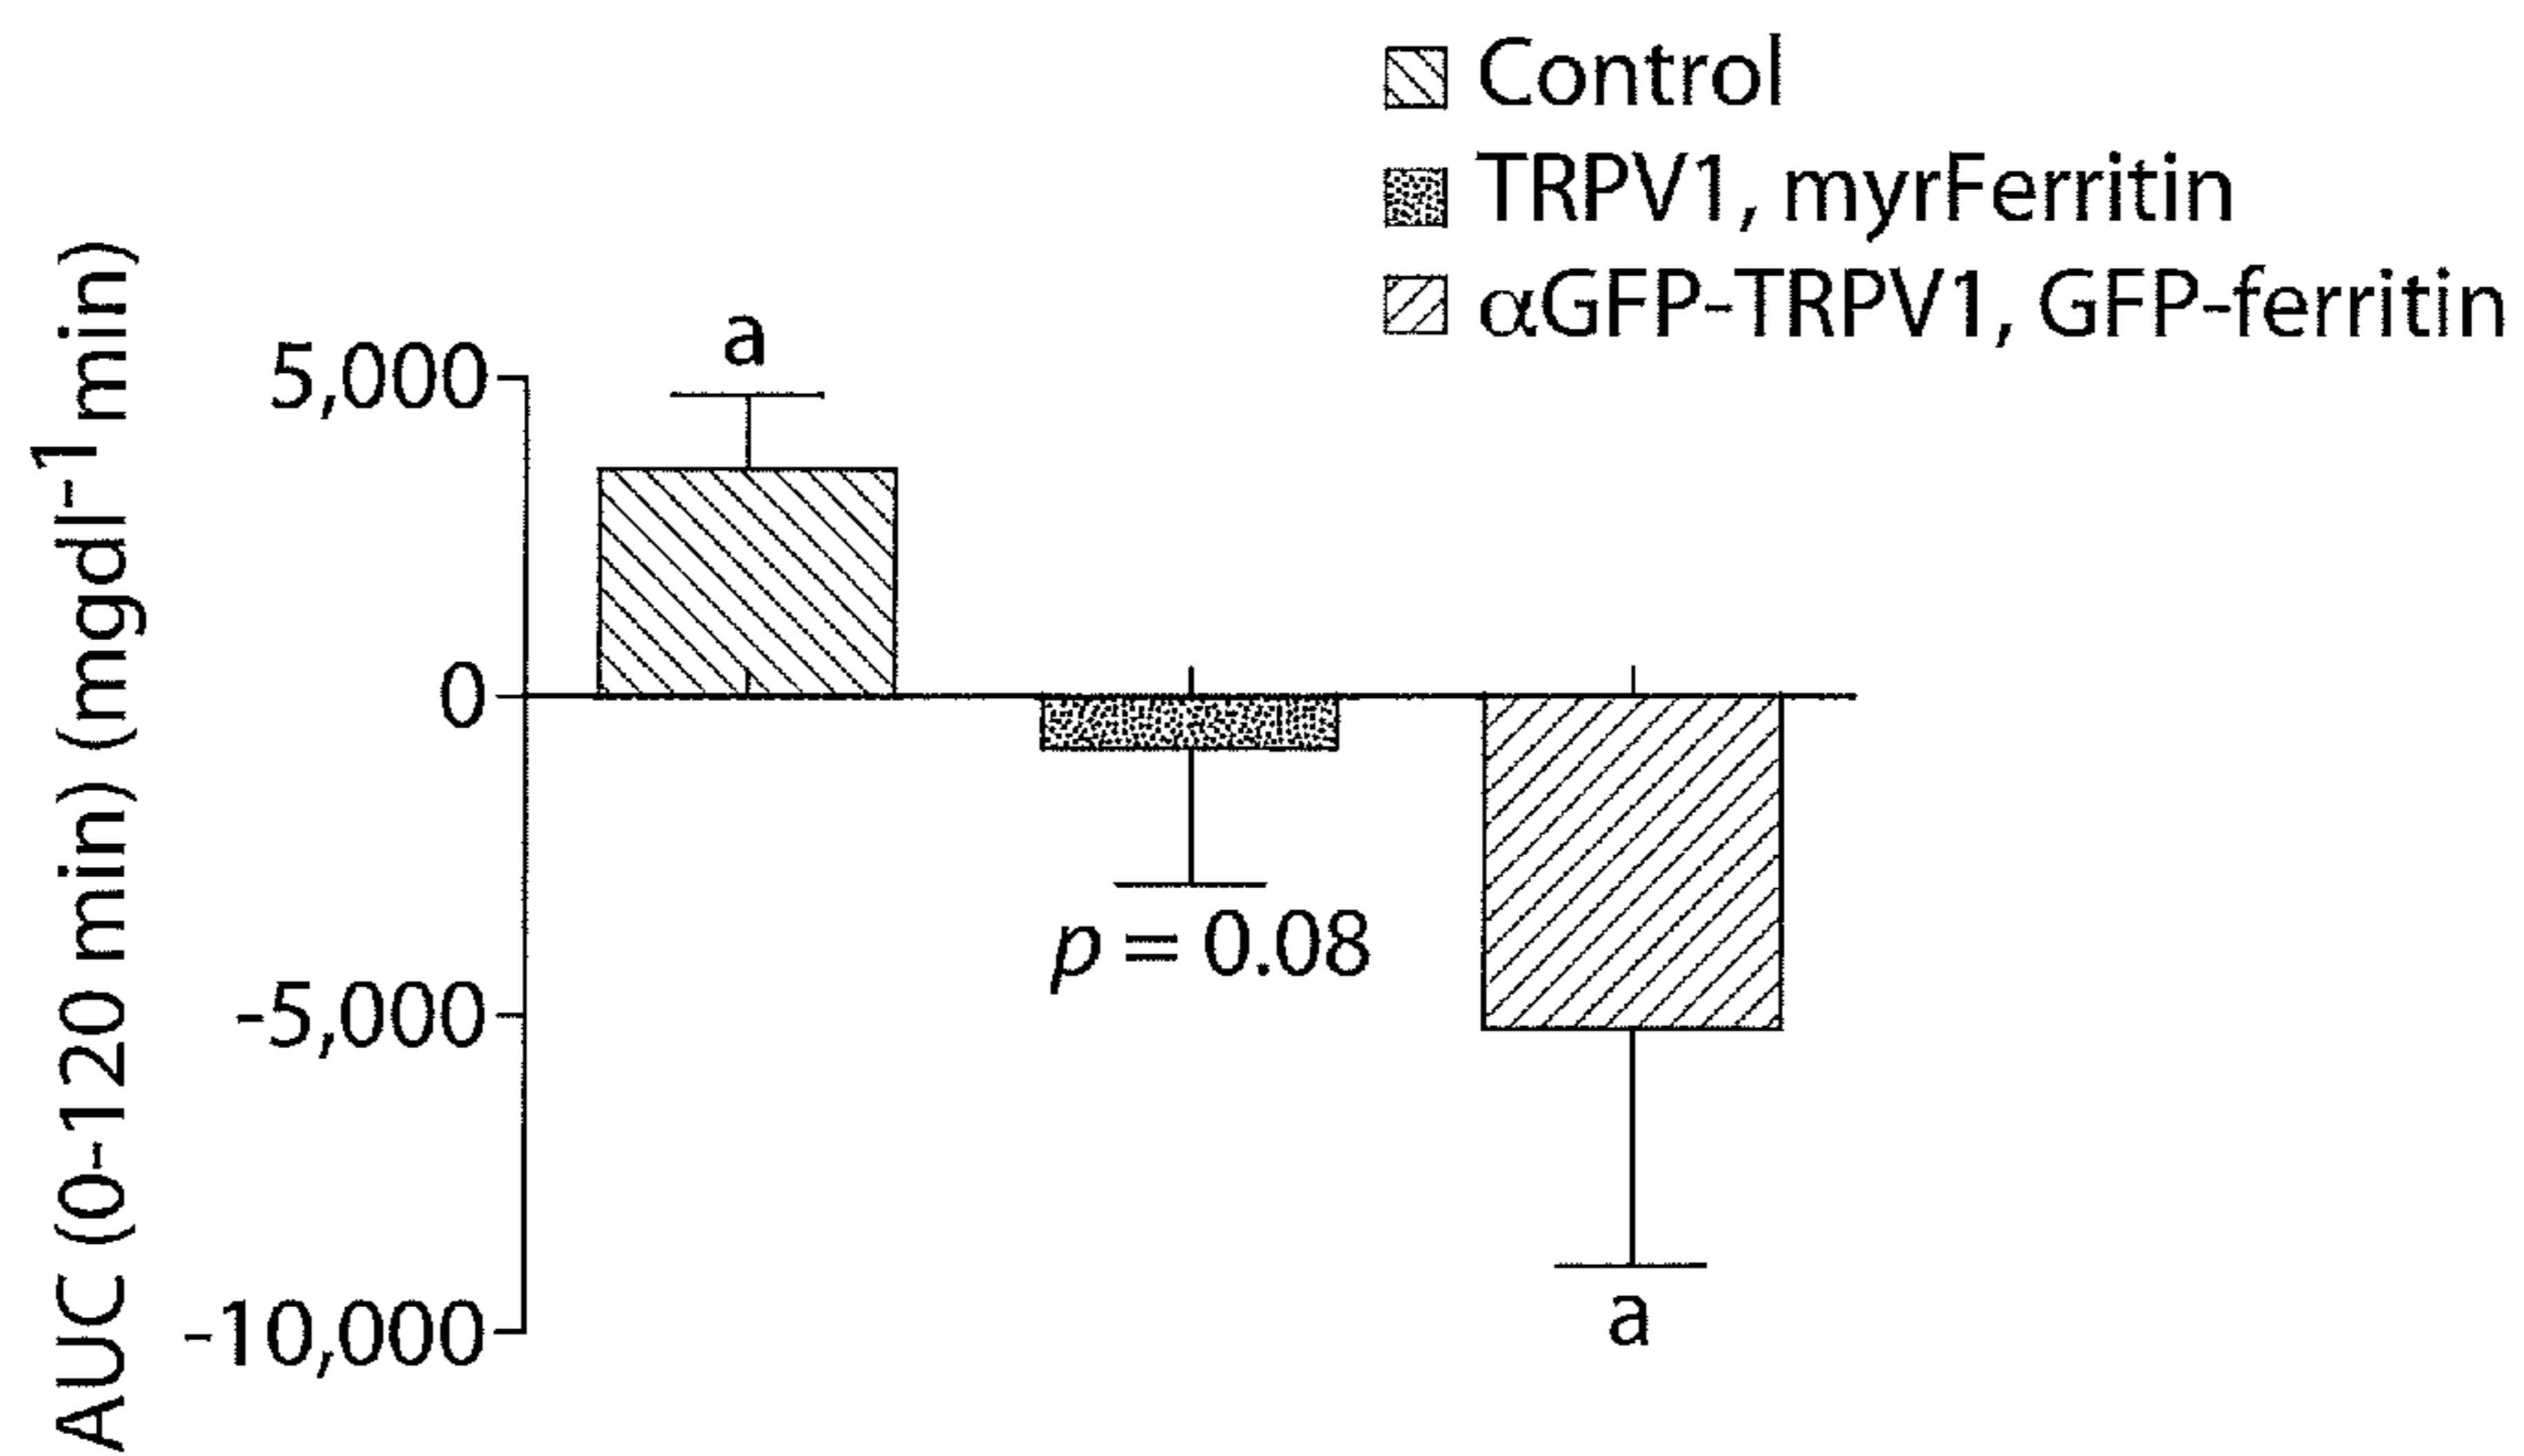 Control
TRPV1, myrFerritin
αGFP-TRPV1, GFP-ferritin
AUC (0-120 min) (mgdl⁻¹min)
5,000
0
-5,000
-10,000
a
p = 0.08
a